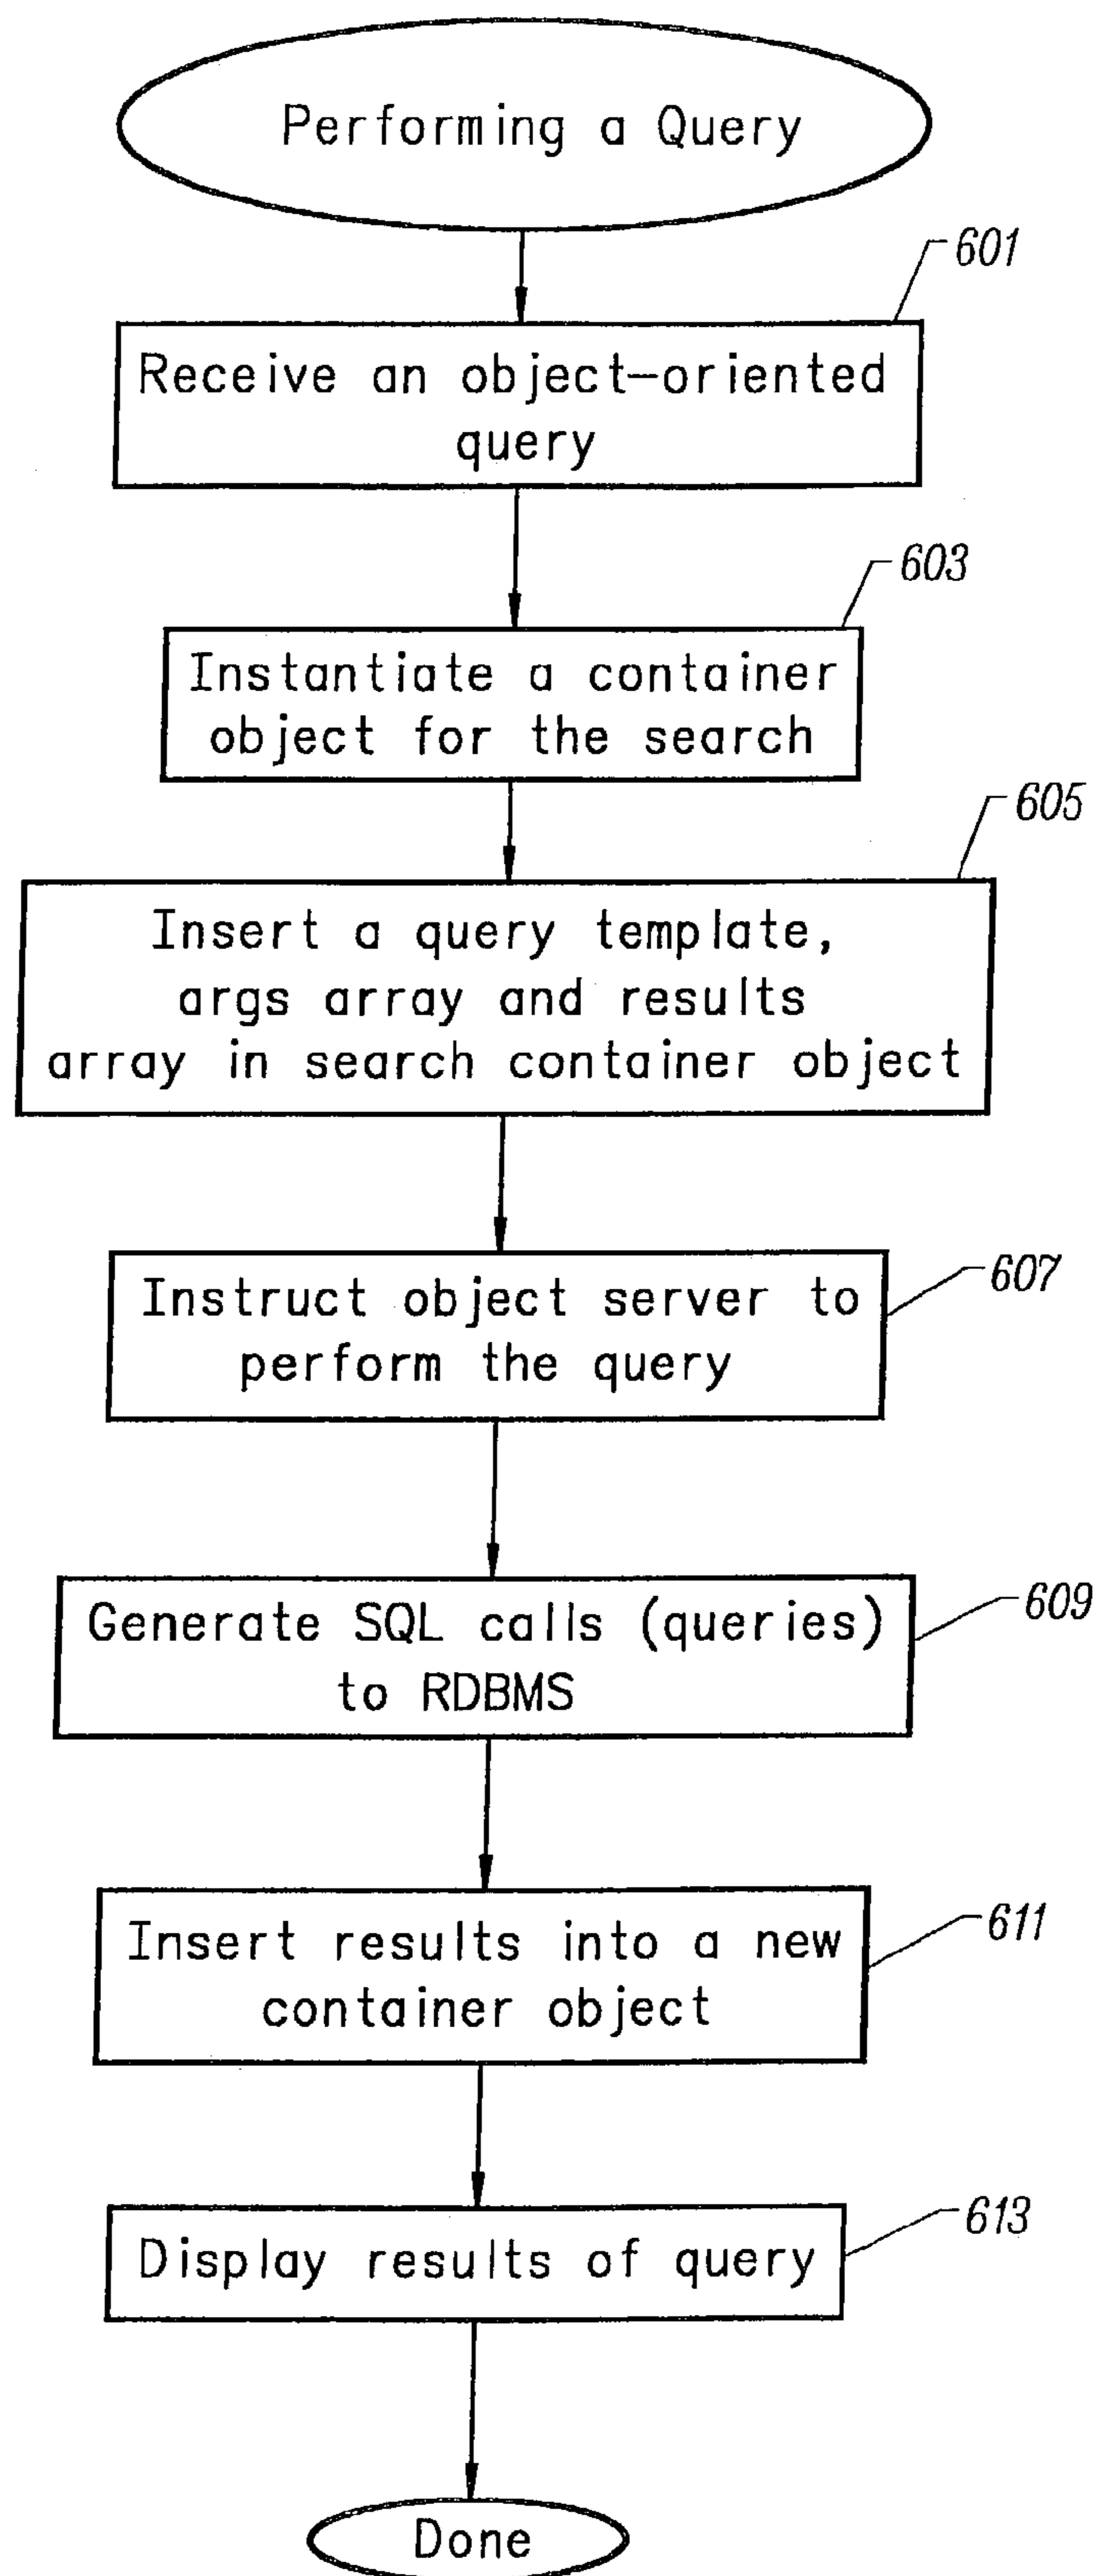 Performing a Query
601
Receive an object-oriented
query
603
Instantiate a container
object for the search
605
Insert a query template,
args array and results
array in search container object
607
Instruct object server to
perform the query
609
Generate SQL calls (queries)
to RDBMS
611
Insert results into a new
container object
613
Display results of query
Done